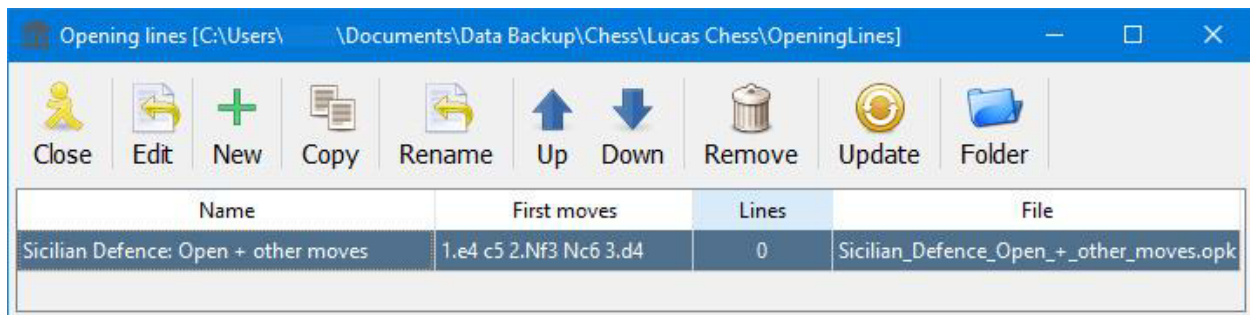 Opening lines [C:\Users\ \Documents\Data Backup\Chess\Lucas Chess\OpeningLines]
Close Edit New Copy Rename Up Down Remove Update Folder
Name First moves Lines File
Sicilian Defence: Open + other moves 1.e4 c5 2.Nf3 Nc6 3.d4 0 Sicilian_Defence_Open_+_other_moves.opk